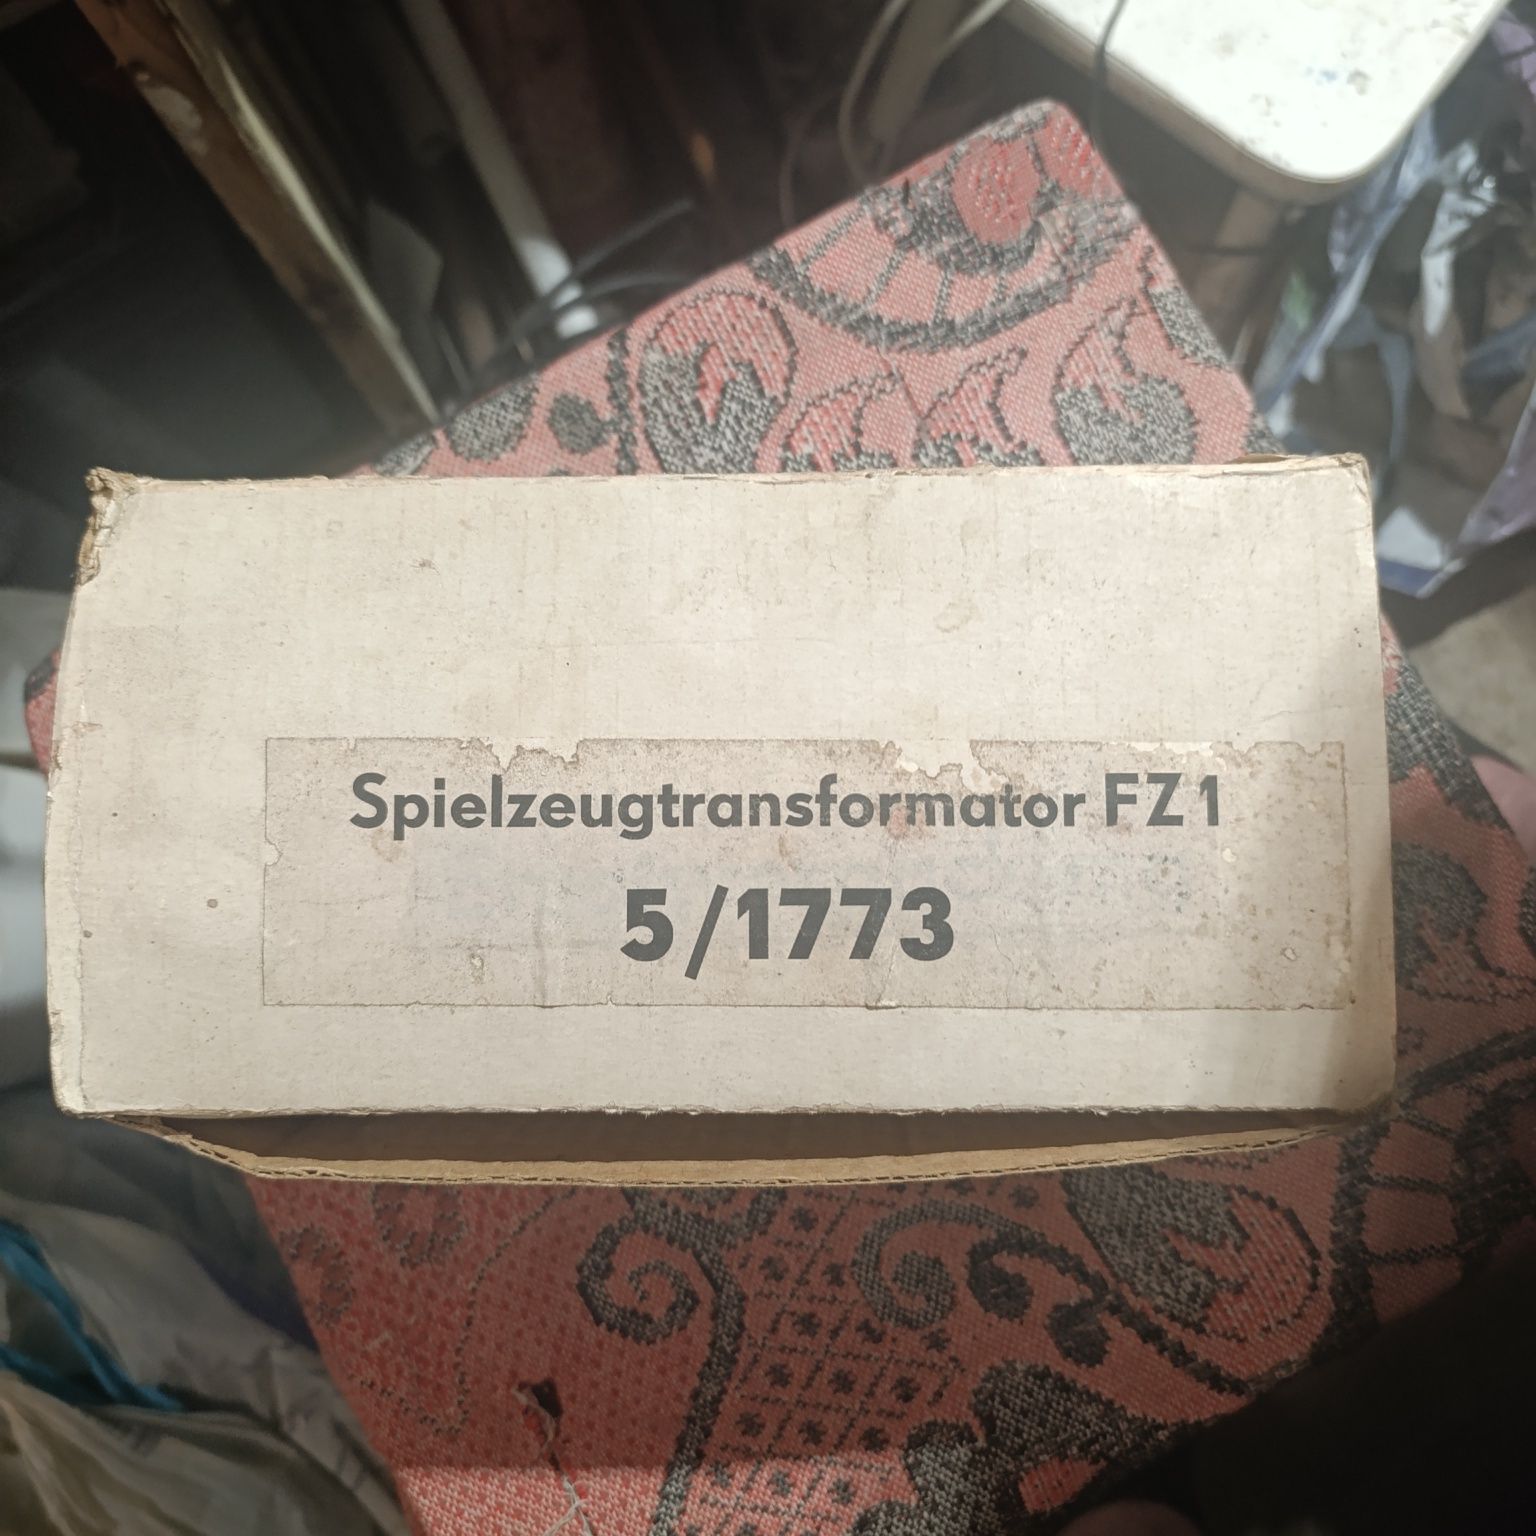 Spielzeugtransformator FZ 1
5/1773